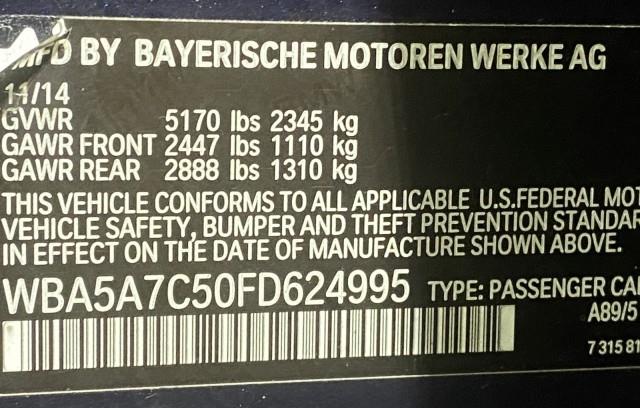 MFD BY BAYERISCHE MOTOREN WERKE AG
11/14
GVWR 5170 lbs 2345 kg
GAWR FRONT 2447 lbs 1110 kg
GAWR REAR 2888 lbs 1310 kg
THIS VEHICLE CONFORMS TO ALL APPLICABLE U.S.FEDERAL MOT
VEHICLE SAFETY, BUMPER AND THEFT PREVENTION STANDAR
IN EFFECT ON THE DATE OF MANUFACTURE SHOWN ABOVE.
WBA5A7C50FD624995 TYPE: PASSENGER CA
A89/5
7 315 81